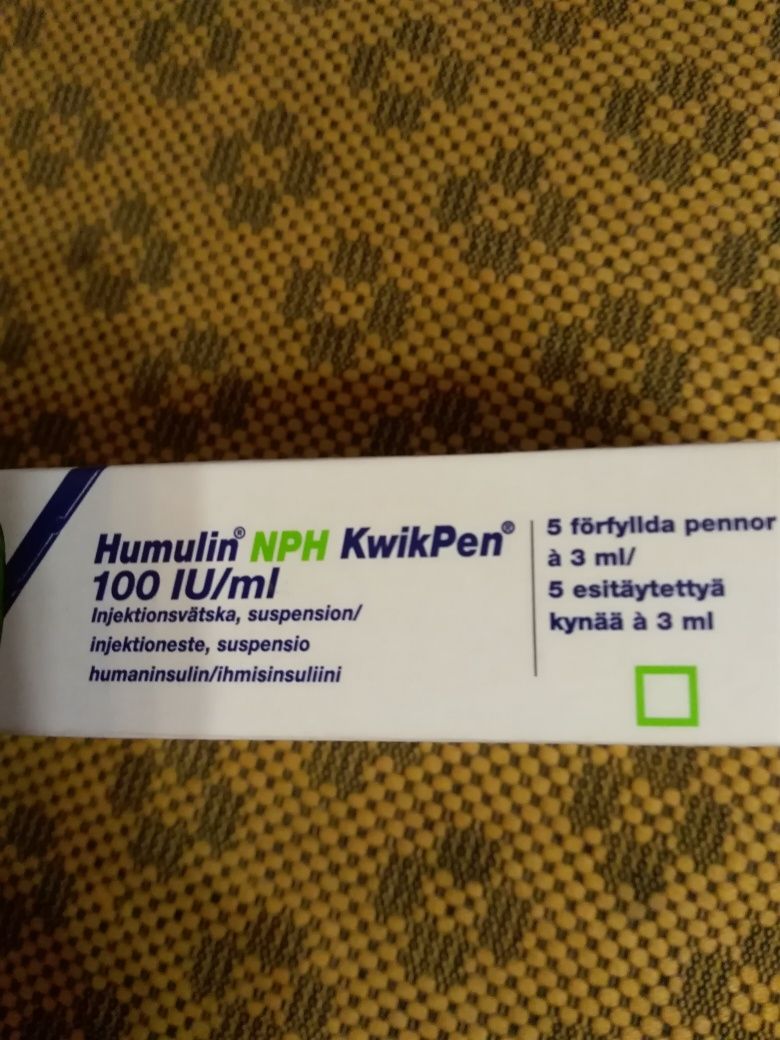 Humulin® NPH KwikPen®
100 IU/ml
Injektionsvätska, suspension/
injektioneste, suspensio
humaninsulin/ihmisinsuliini
5 förfyllda pennor
à 3 ml/
5 esitäytettyä
kynää à 3 ml